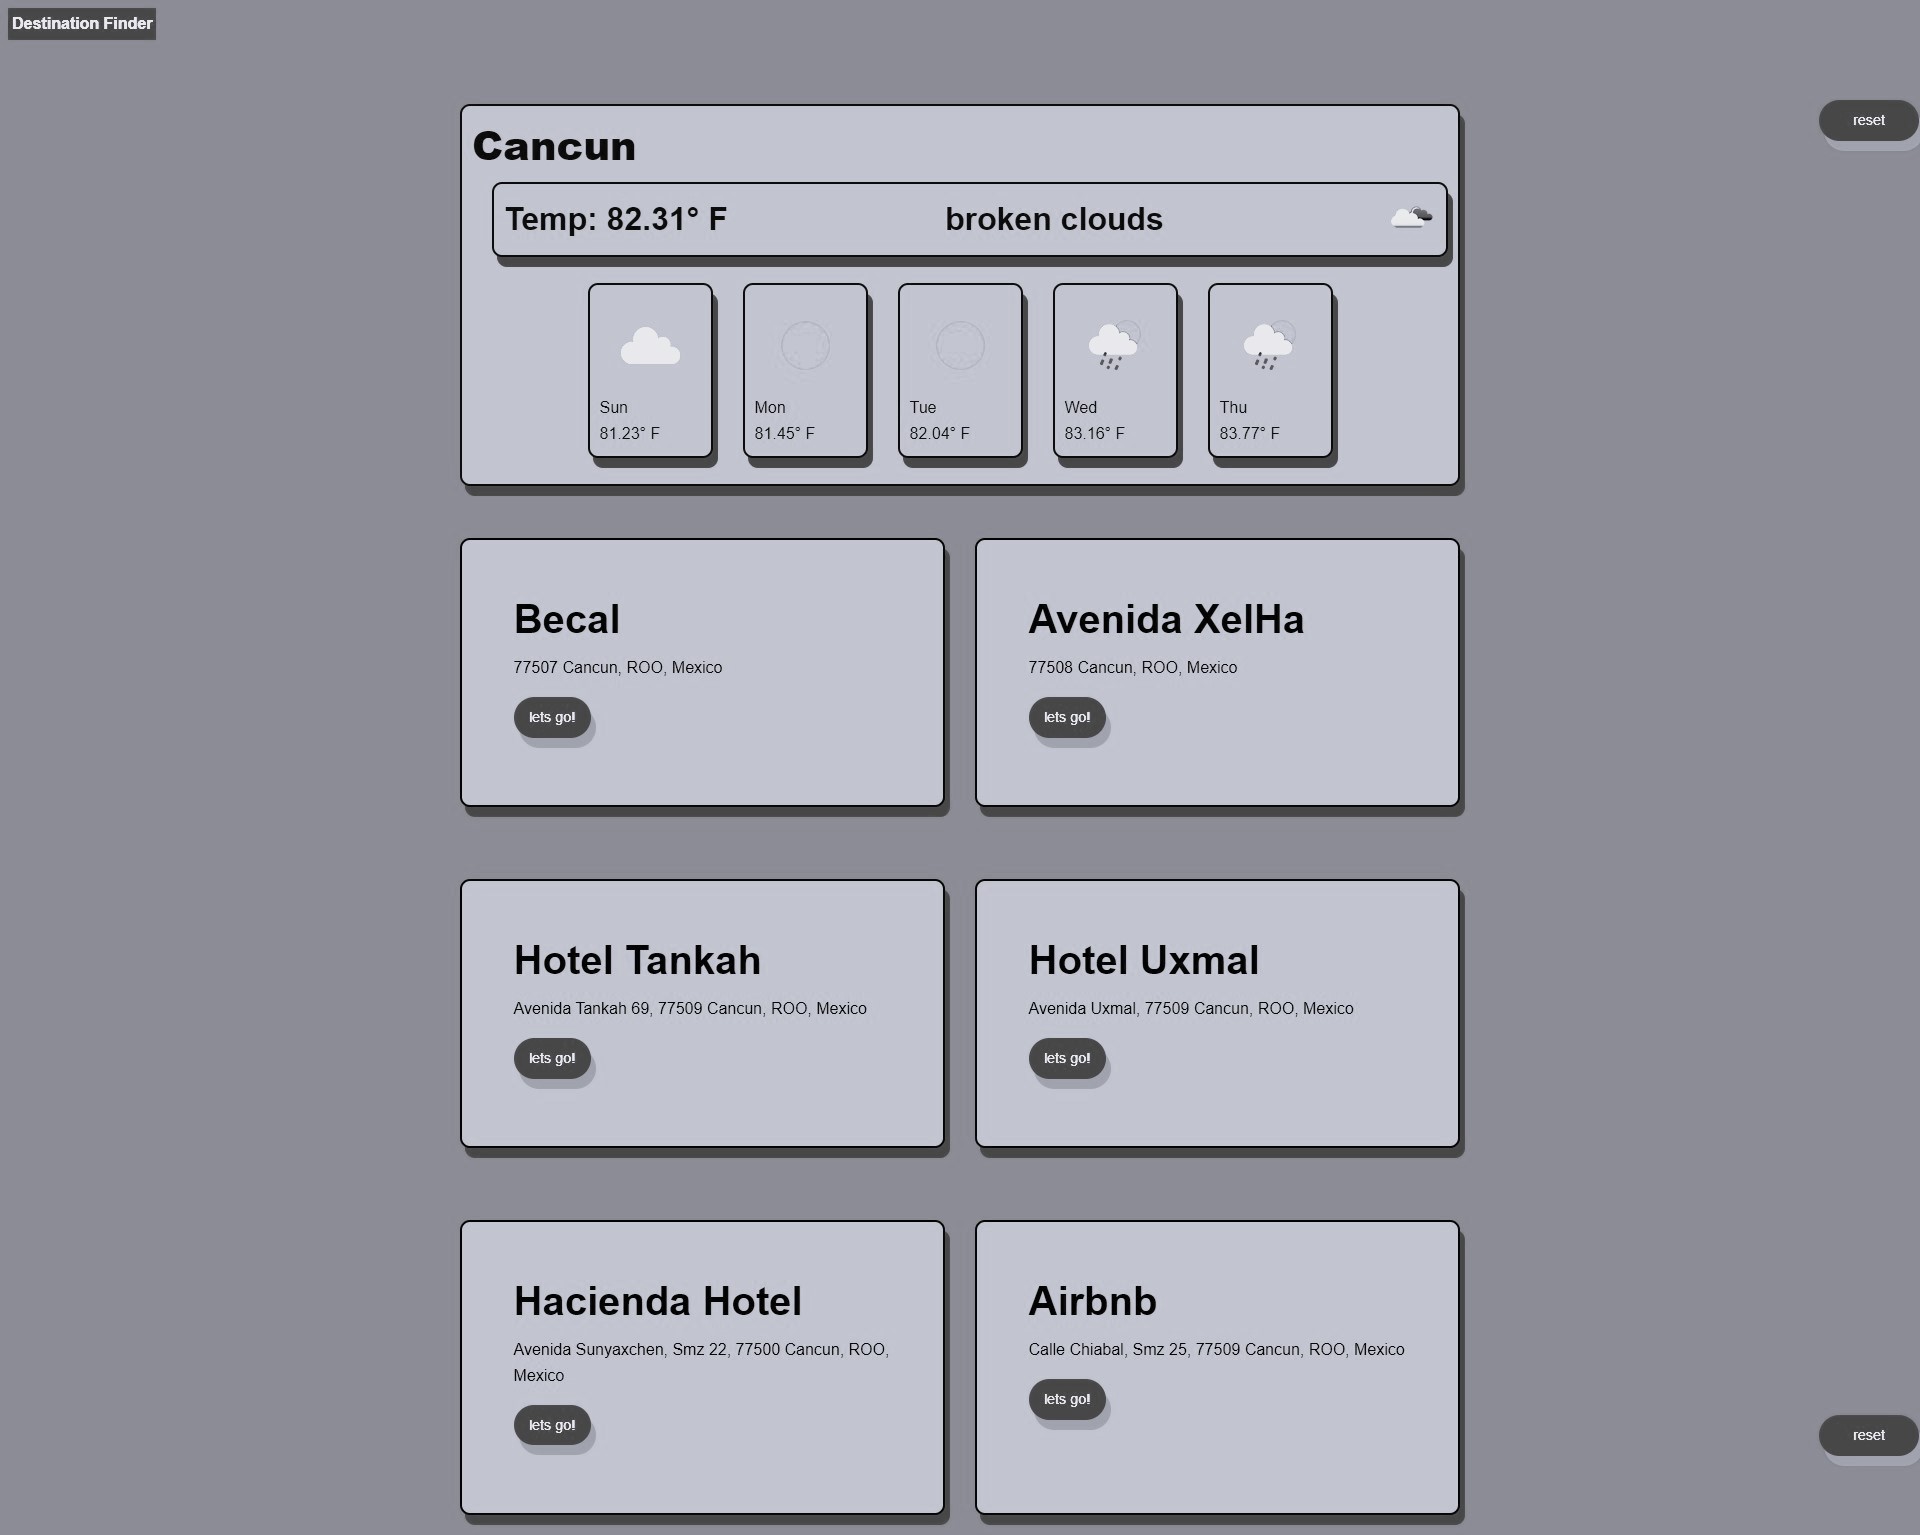 Destination Finder
reset
Cancun
Temp: 82.31° F broken clouds
Sun
81.23° F
Mon
81.45° F
Tue
82.04° F
Wed
83.16° F
Thu
83.77° F
Becal
77507 Cancun, ROO, Mexico
lets go!
Avenida XelHa
77508 Cancun, ROO, Mexico
lets go!
Hotel Tankah
Avenida Tankah 69, 77509 Cancun, ROO, Mexico
lets go!
Hotel Uxmal
Avenida Uxmal, 77509 Cancun, ROO, Mexico
lets go!
Hacienda Hotel
Avenida Sunyaxchen, Smz 22, 77500 Cancun, ROO,
Mexico
lets go!
Airbnb
Calle Chiabal, Smz 25, 77509 Cancun, ROO, Mexico
lets go!
reset